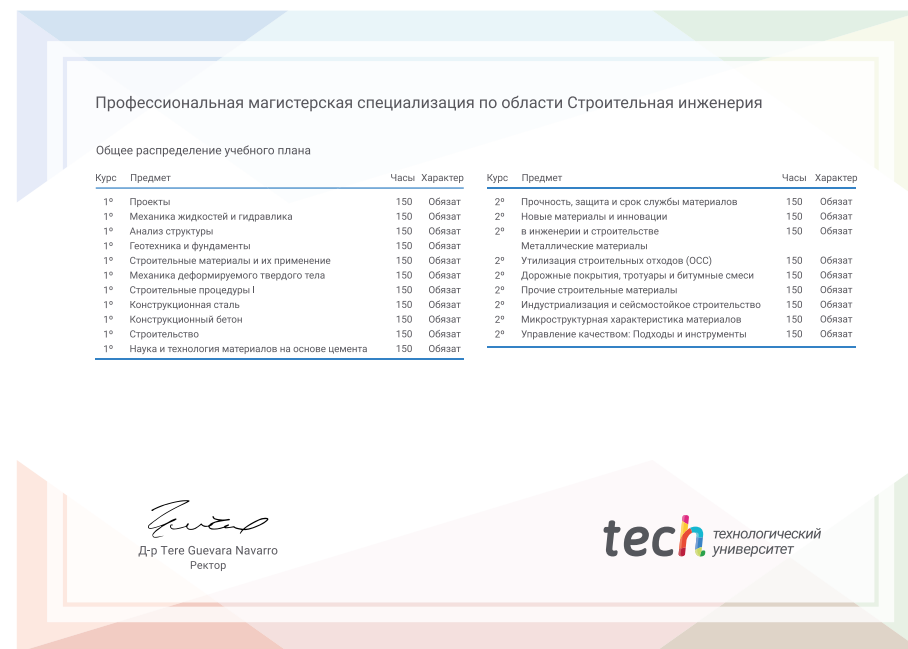 Профессиональная магистерская специализация по области Строительная инженерия
Общее распределение учебного плана
Курс Предмет Часы Характер
1º Проекты 150 Обязат
1º Механика жидкостей и гидравлика 150 Обязат
1º Анализ структуры 150 Обязат
1º Геотехника и фундаменты 150 Обязат
1º Строительные материалы и их применение 150 Обязат
1º Механика деформируемого твердого тела 150 Обязат
1º Строительные процедуры I 150 Обязат
1º Конструкционная сталь 150 Обязат
1º Конструкционный бетон 150 Обязат
1º Строительство 150 Обязат
1º Наука и технология материалов на основе цемента 150 Обязат
Курс Предмет Часы Характер
2º Прочность, защита и срок службы материалов 150 Обязат
2º Новые материалы и инновации 150 Обязат
2º в инженерии и строительстве 150 Обязат
Металлические материалы
2º Утилизация строительных отходов (ОСС) 150 Обязат
2º Дорожные покрытия, тротуары и битумные смеси 150 Обязат
2º Прочие строительные материалы 150 Обязат
2º Индустриализация и сейсмостойкое строительство 150 Обязат
2º Микроструктурная характеристика материалов 150 Обязат
2º Управление качеством: Подходы и инструменты 150 Обязат
Д-р Tere Guevara Navarro
Ректор
tech технологический
университет